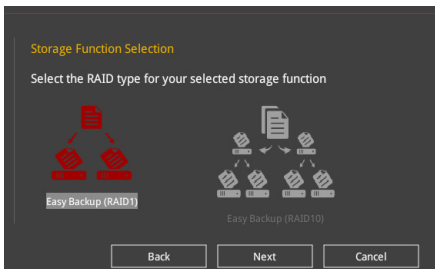 Storage Function Selection
Select the RAID type for your selected storage function
Easy Backup (RAID1)
Easy Backup (RAID10)
Back
Next
Cancel